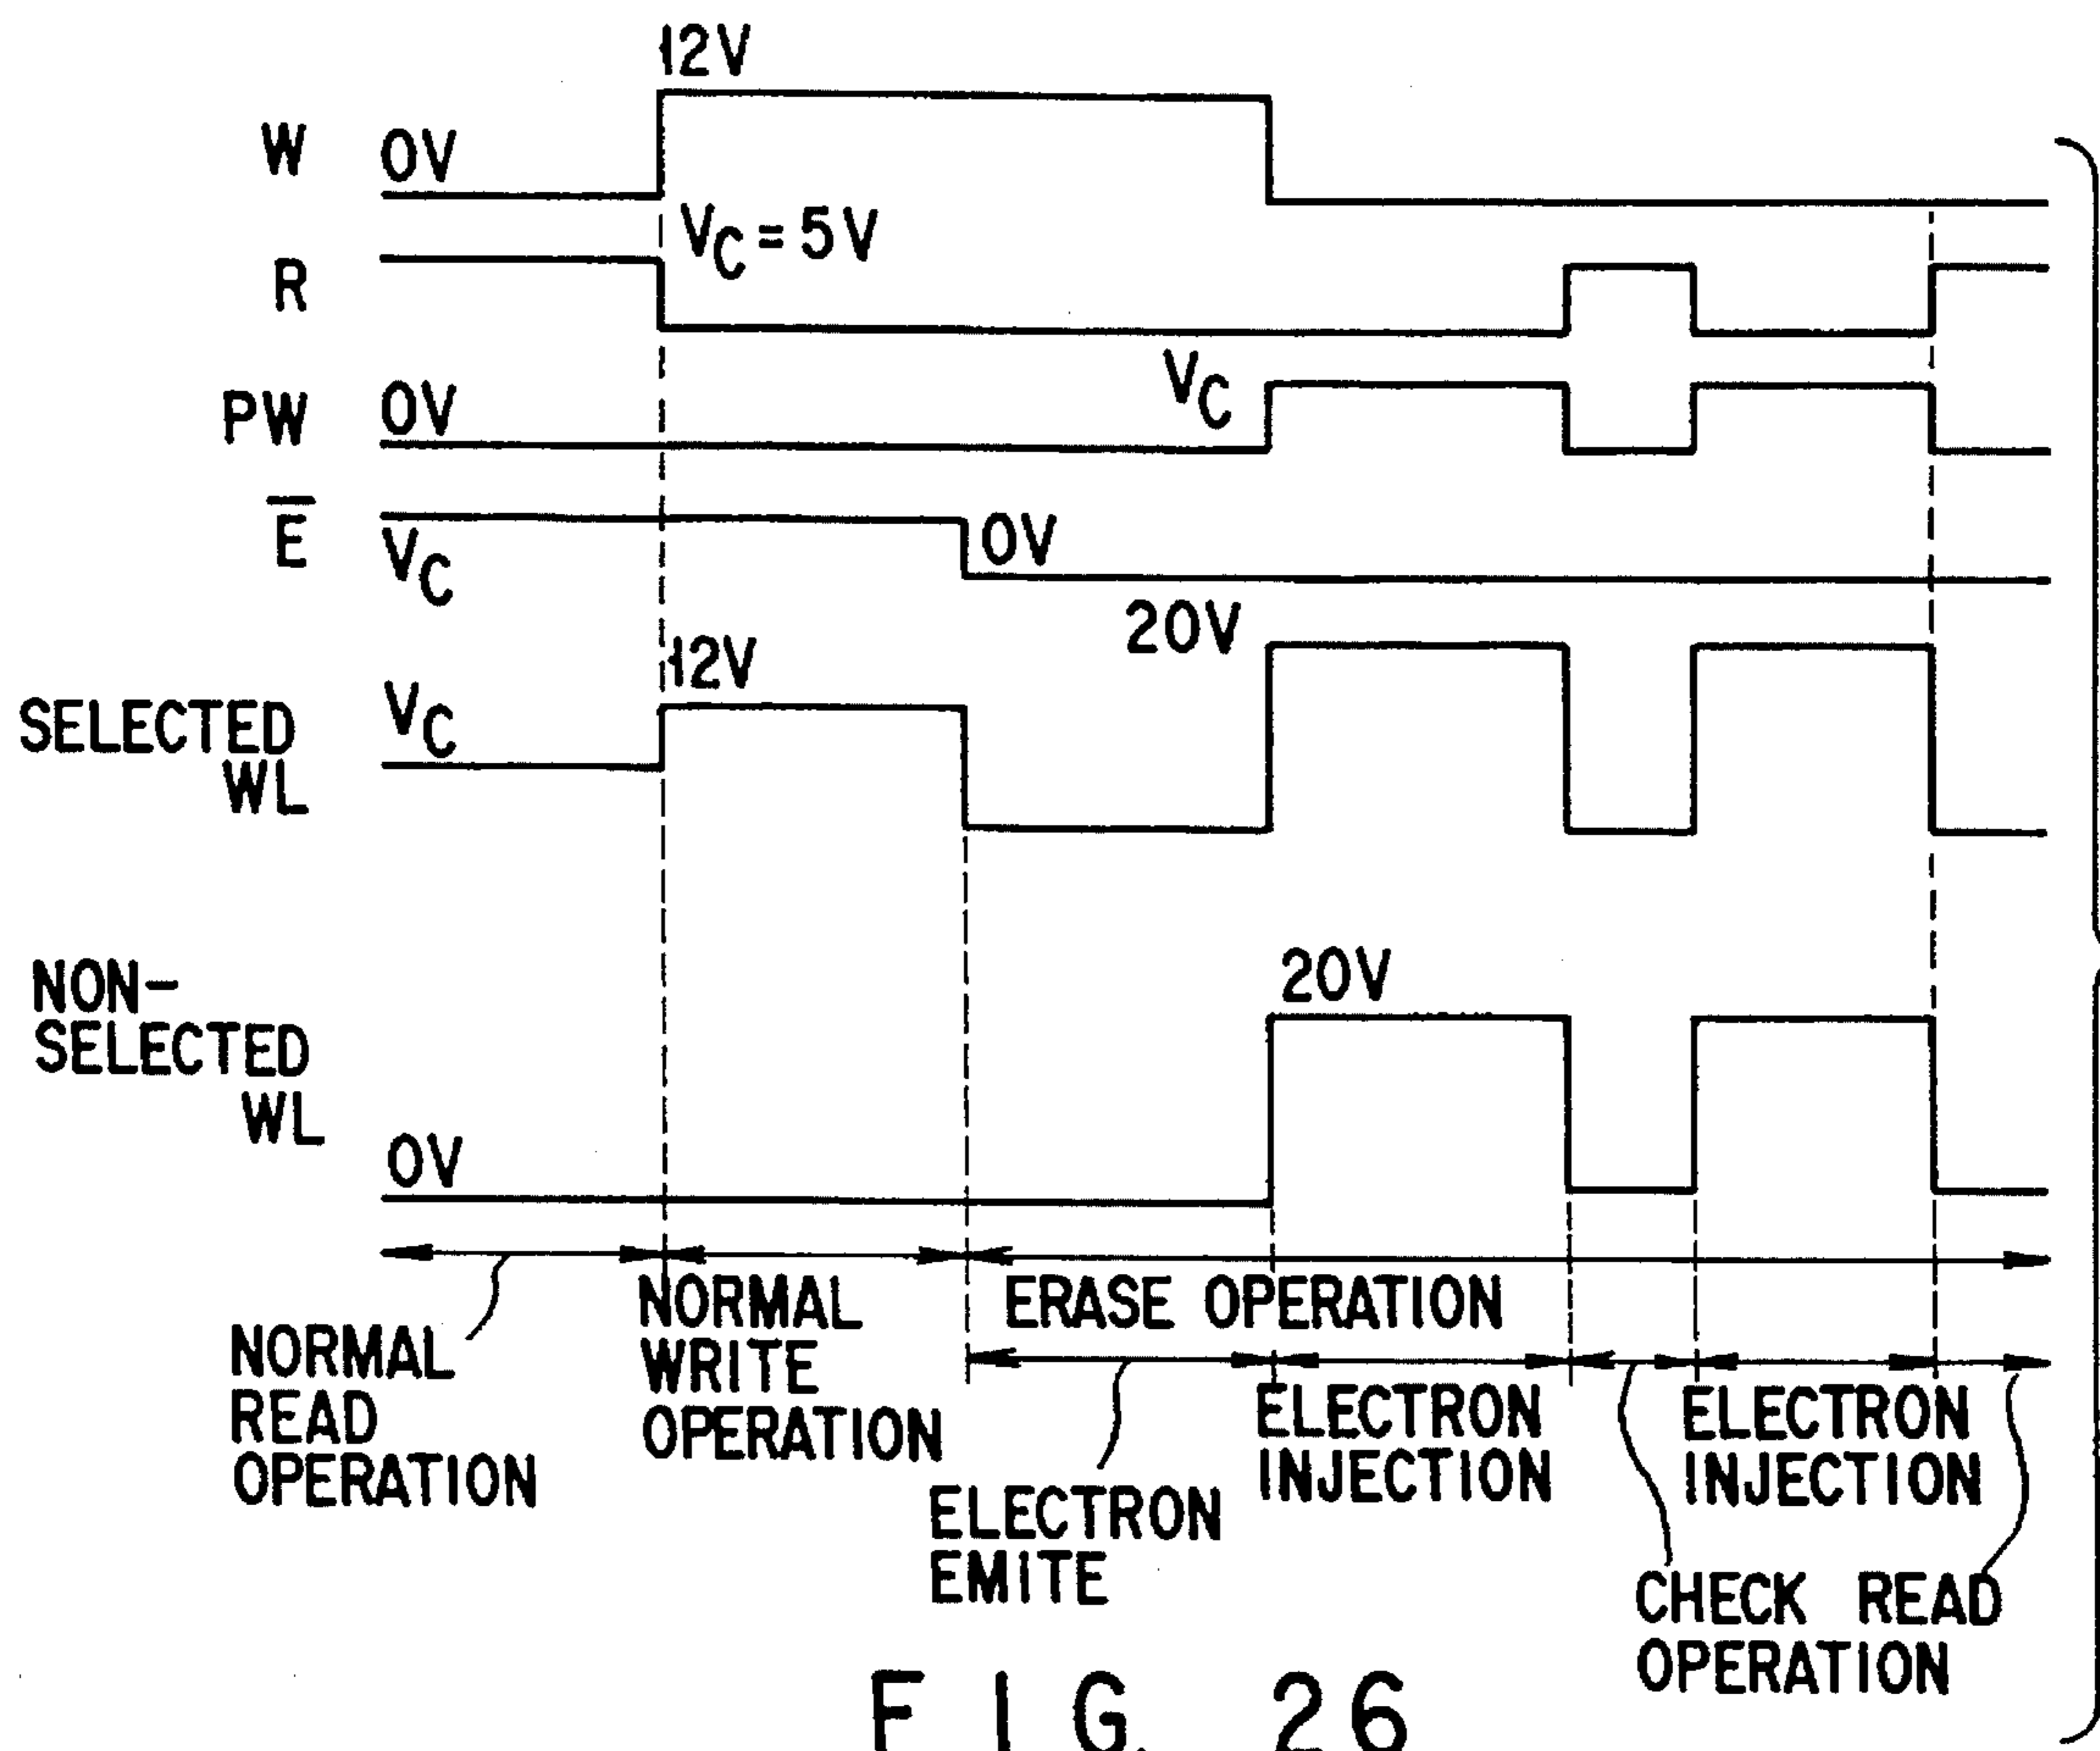 12V
W 0V
VC = 5V
R
VC
PW 0V
E̅ VC 0V
20V
12V
SELECTED
WL
VC
20V
NON-
SELECTED
WL
0V
NORMAL
READ
OPERATION
NORMAL
WRITE
OPERATION
ERASE OPERATION
ELECTRON
EMITE
ELECTRON
INJECTION
ELECTRON
INJECTION
CHECK READ
OPERATION
FIG. 26